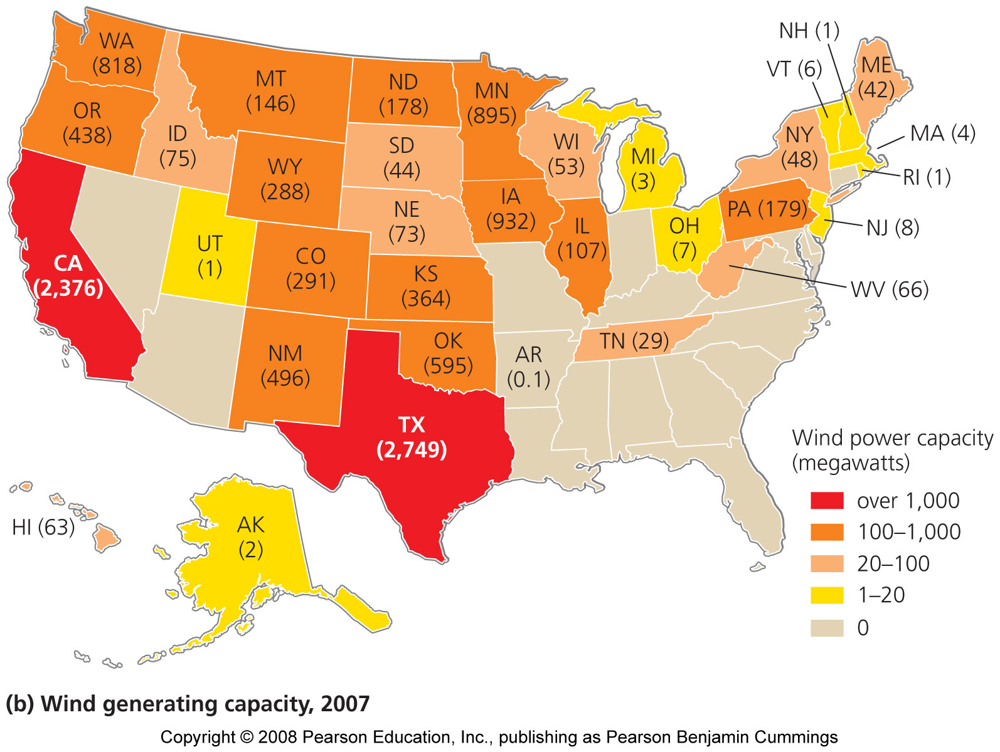 WA
(818)
OR
(438)
CA
(2,376)
ID
(75)
MT
(146)
WY
(288)
UT
(1)
CO
(291)
NM
(496)
ND
(178)
SD
(44)
NE
(73)
KS
(364)
OK
(595)
TX
(2,749)
MN
(895)
IA
(932)
AR
(0.1)
WI
(53)
IL
(107)
MI
(3)
OH
(7)
TN (29)
PA (179)
NY
(48)
NH (1)
VT (6)
ME
(42)
MA (4)
RI (1)
NJ (8)
WV (66)
HI (63)
AK
(2)
Wind power capacity
(megawatts)
over 1,000
100–1,000
20–100
1–20
0
(b) Wind generating capacity, 2007
Copyright © 2008 Pearson Education, Inc., publishing as Pearson Benjamin Cummings